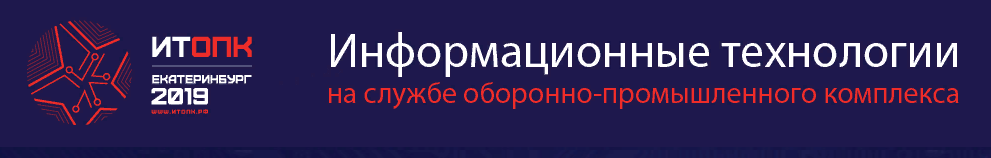 ИТОПК
ЕКАТЕРИНБУРГ
2019
WWW.ИТОПК.РФ
Информационные технологии
на службе оборонно-промышленного комплекса